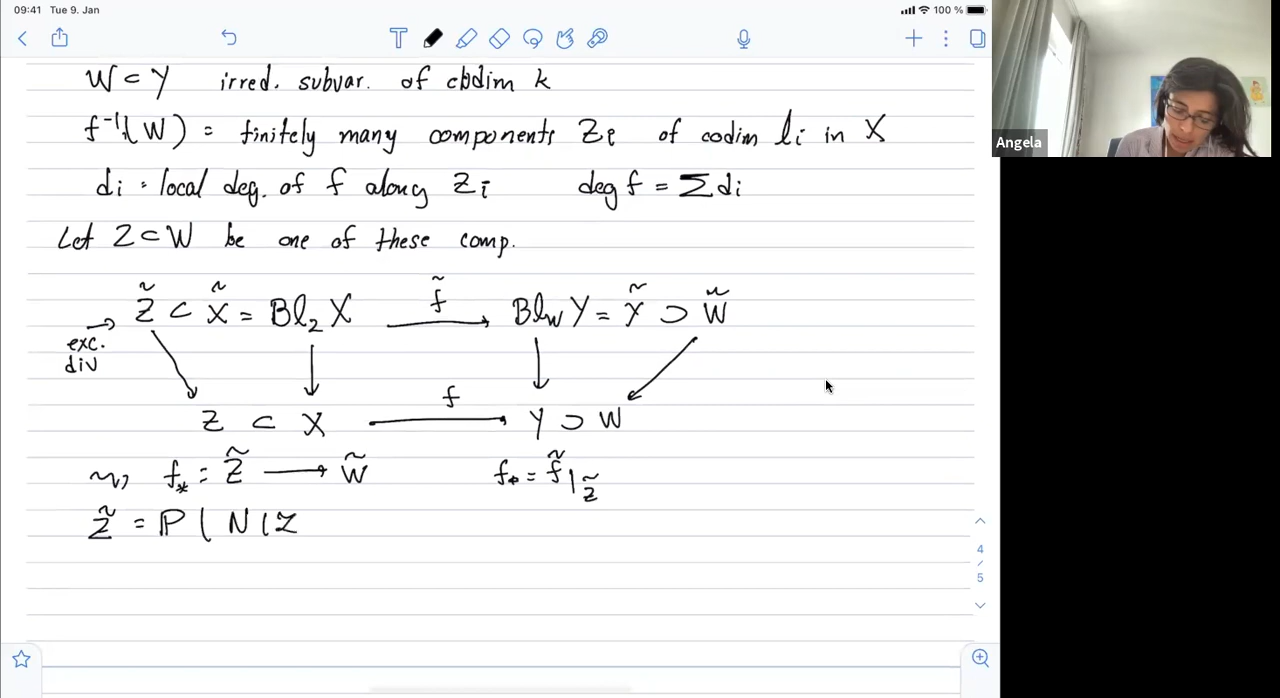 09:41 Tue 9. Jan
100 %
W ⊂ Y irred. subvar. of codim k
f⁻¹(W) = finitely many components Zi of codim li in X
di = local deg. of f along Zi deg f = Σ di
Let Z ⊂ W be one of these comp.
Z̃ ⊂ X̃ = Bl_Z X → f̃ Bl_W Y = Ỹ ⊃ W̃
exc.
div
Z ⊂ X → f Y ⊃ W
⇝ f_* : Z̃ → W̃ f_* = f̃|_Z̃
Z̃ = ℙ ( N ( Z
4
/
5
Angela